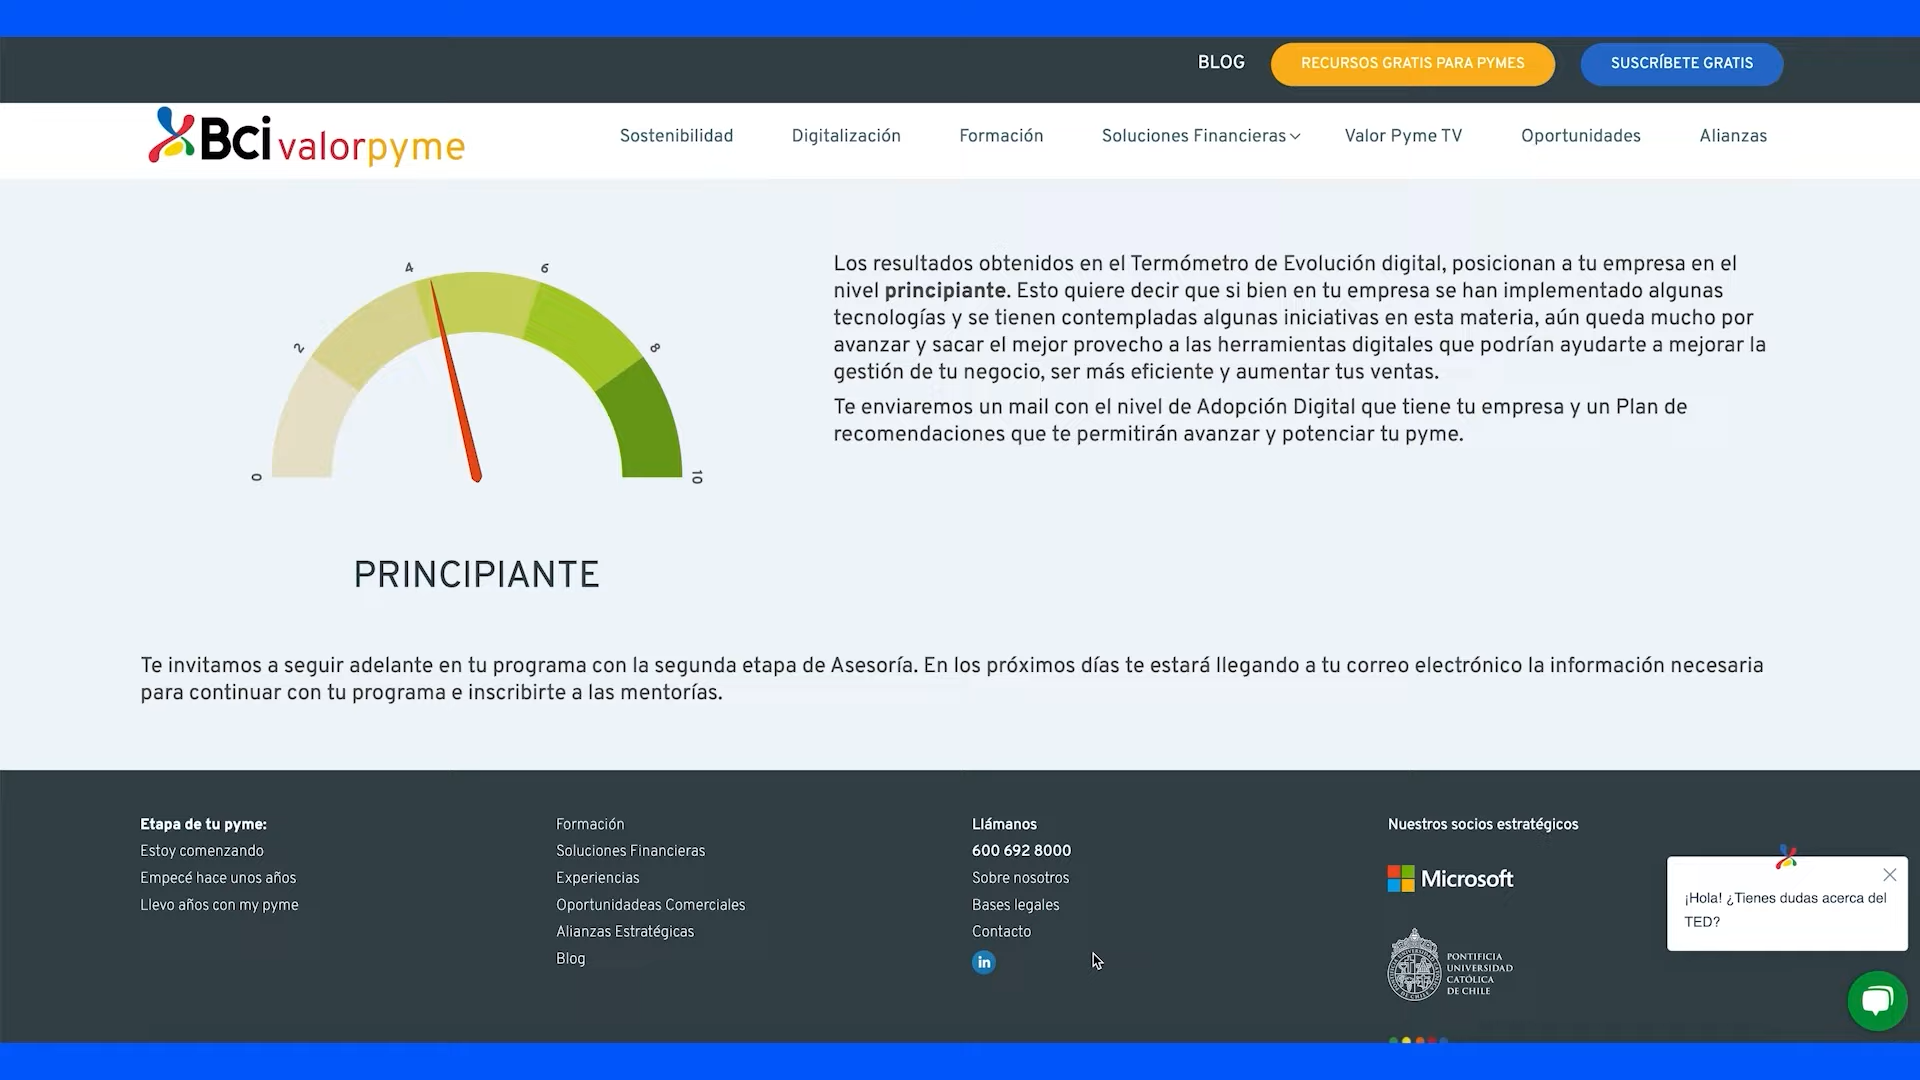 BLOG
RECURSOS GRATIS PARA PYMES
SUSCRÍBETE GRATIS
Bci valorpyme
Sostenibilidad
Digitalización
Formación
Soluciones Financieras
Valor Pyme TV
Oportunidades
Alianzas
0
2
4
6
8
10
PRINCIPIANTE
Los resultados obtenidos en el Termómetro de Evolución digital, posicionan a tu empresa en el
nivel principiante. Esto quiere decir que si bien en tu empresa se han implementado algunas
tecnologías y se tienen contempladas algunas iniciativas en esta materia, aún queda mucho por
avanzar y sacar el mejor provecho a las herramientas digitales que podrían ayudarte a mejorar la
gestión de tu negocio, ser más eficiente y aumentar tus ventas.
Te enviaremos un mail con el nivel de Adopción Digital que tiene tu empresa y un Plan de
recomendaciones que te permitirán avanzar y potenciar tu pyme.
Te invitamos a seguir adelante en tu programa con la segunda etapa de Asesoría. En los próximos días te estará llegando a tu correo electrónico la información necesaria
para continuar con tu programa e inscribirte a las mentorías.
Etapa de tu pyme:
Estoy comenzando
Empecé hace unos años
Llevo años con my pyme
Formación
Soluciones Financieras
Experiencias
Oportunidadeas Comerciales
Alianzas Estratégicas
Blog
Llámanos
600 692 8000
Sobre nosotros
Bases legales
Contacto
in
Nuestros socios estratégicos
Microsoft
PONTIFICIA
UNIVERSIDAD
CATÓLICA
DE CHILE
¡Hola! ¿Tienes dudas acerca del
TED?